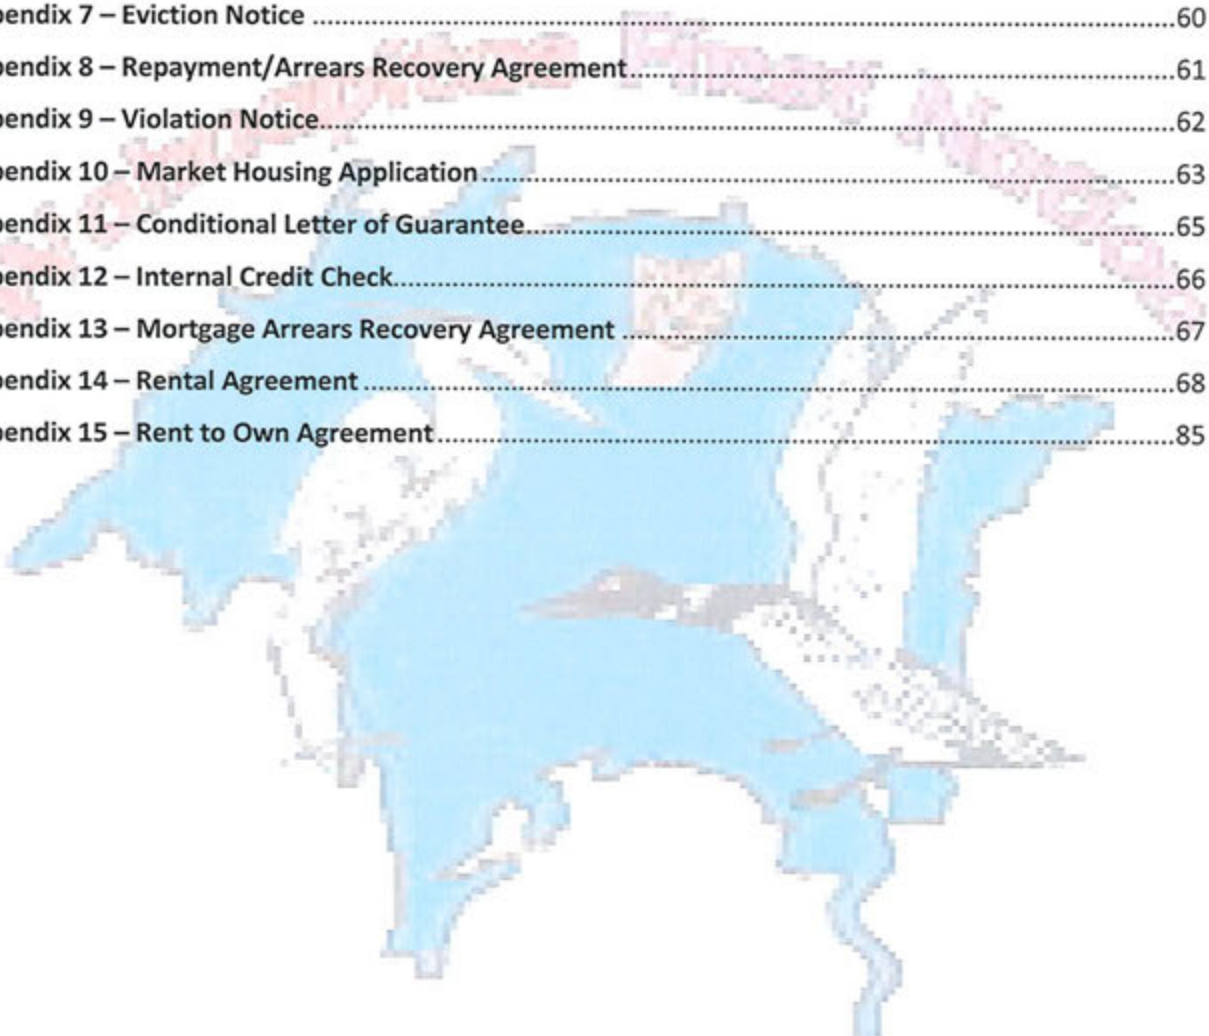 pendix 7 – Eviction Notice ........................................................................60
pendix 8 – Repayment/Arrears Recovery Agreement........................................................................61
pendix 9 – Violation Notice........................................................................62
pendix 10 – Market Housing Application ........................................................................63
pendix 11 – Conditional Letter of Guarantee........................................................................65
pendix 12 – Internal Credit Check........................................................................66
pendix 13 – Mortgage Arrears Recovery Agreement ........................................................................67
pendix 14 – Rental Agreement ........................................................................68
pendix 15 – Rent to Own Agreement........................................................................85